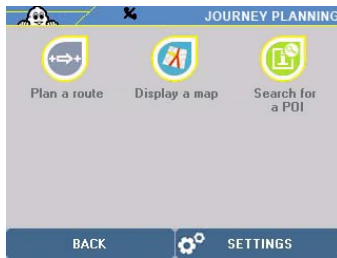 JOURNEY PLANNING
Plan a route
Display a map
Search for
a POI
BACK
SETTINGS